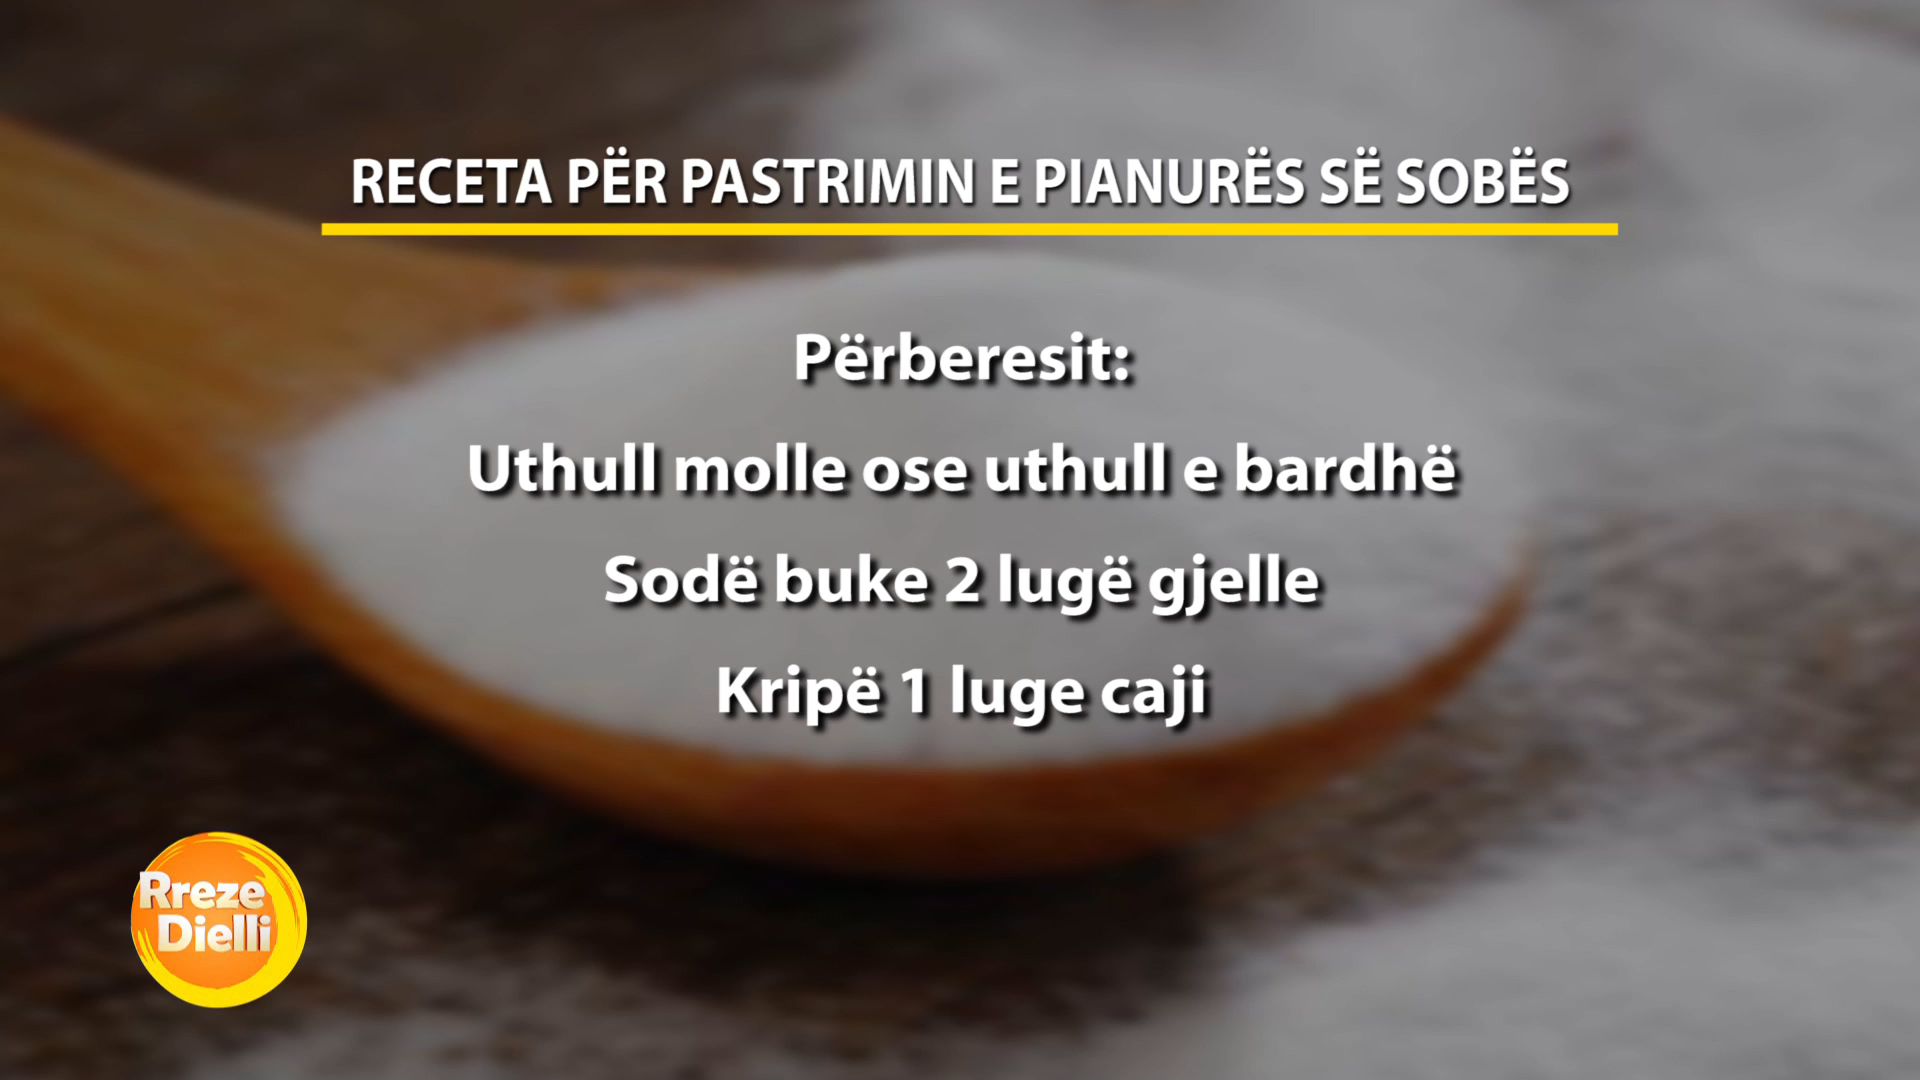 RECETA PËR PASTRIMIN E PIANURËS SË SOBËS
Përberesit:
Uthull molle ose uthull e bardhë
Sodë buke 2 lugë gjelle
Kripë 1 luge caji
Rreze
Dielli